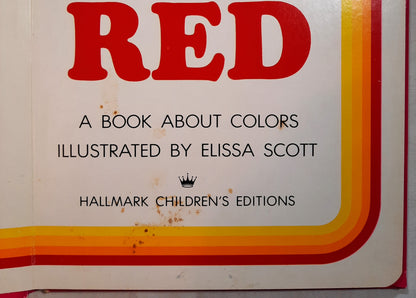 RED
A BOOK ABOUT COLORS
ILLUSTRATED BY ELISSA SCOTT
HALLMARK CHILDREN'S EDITIONS